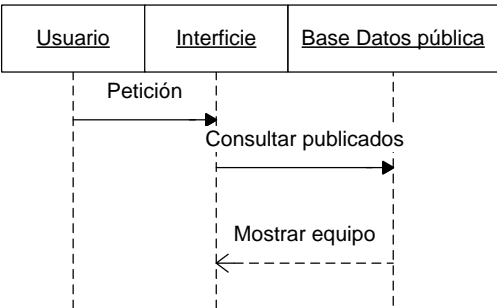 Usuario
Interficie
Base Datos pública
Petición
Consultar publicados
Mostrar equipo